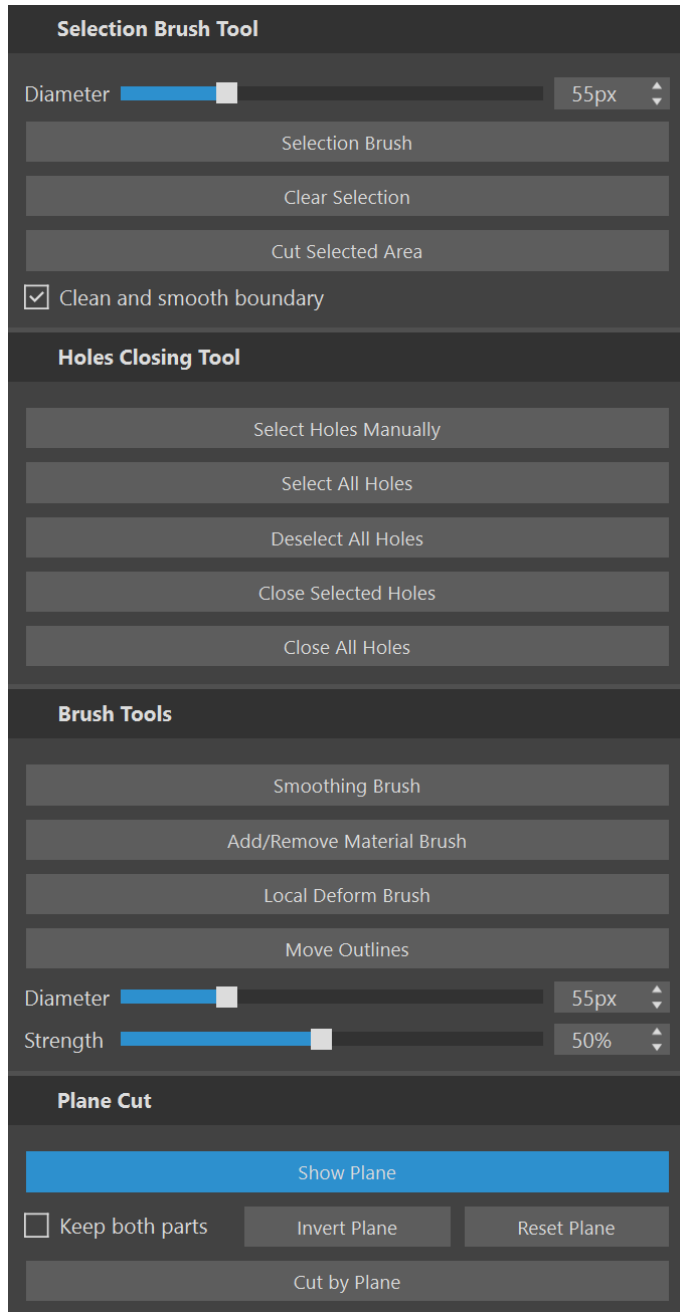 Selection Brush Tool
Diameter 55px
Selection Brush
Clear Selection
Cut Selected Area
Clean and smooth boundary
Holes Closing Tool
Select Holes Manually
Select All Holes
Deselect All Holes
Close Selected Holes
Close All Holes
Brush Tools
Smoothing Brush
Add/Remove Material Brush
Local Deform Brush
Move Outlines
Diameter 55px
Strength 50%
Plane Cut
Show Plane
Keep both parts Invert Plane Reset Plane
Cut by Plane